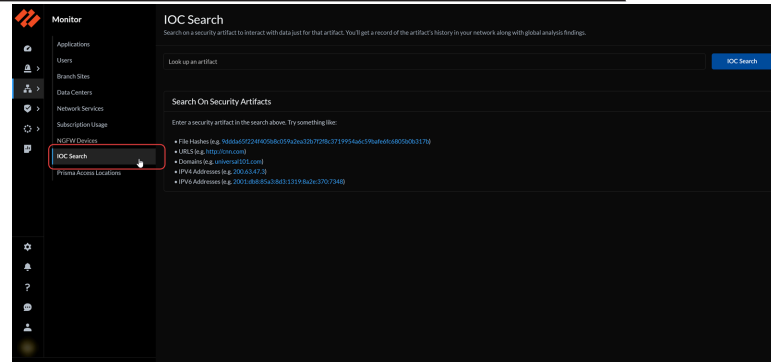 Monitor
Applications
Users
Branch Sites
Data Centers
Network Services
Subscription Usage
NGFW Devices
IOC Search
Prisma Access Locations
IOC Search
Search on a security artifact to interact with data just for that artifact. You'll get a record of the artifact's history in your network along with global analysis findings.
Look up an artifact
IOC Search
Search On Security Artifacts
Enter a security artifact in the search above. Try something like:
• File Hashes (e.g. 9ddda65f224f405b8c059a2ea32b7f2f8c3719954a6c59bafe6fc6805b0b317b)
• URLS (e.g. http://cnn.com)
• Domains (e.g. universal101.com)
• IPV4 Addresses (e.g. 200.63.47.3)
• IPV6 Addresses (e.g. 2001:db8:85a3:8d3:1319:8a2e:370:7348)